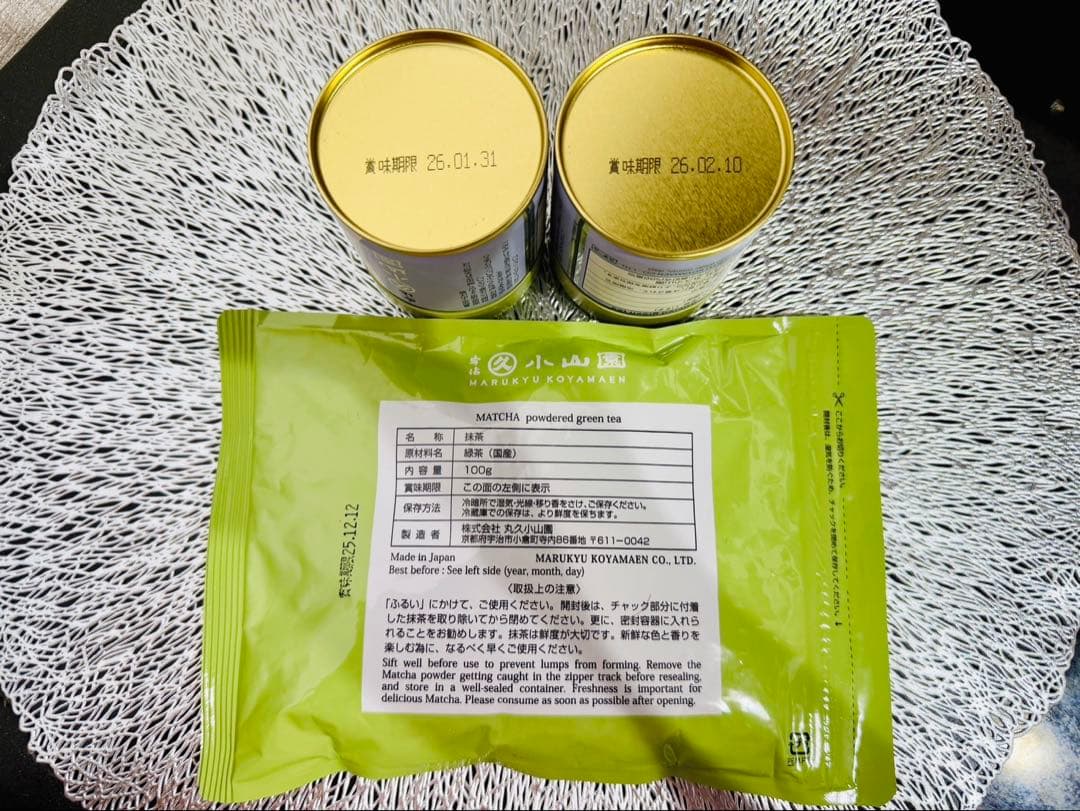 賞味期限 26.01.31
賞味期限 26.02.10
宇治 久 小山園
MARUKYU KOYAMAEN
MATCHA powdered green tea
名称 抹茶
原材料名 緑茶（国産）
内容量 100g
賞味期限 この面の左側に表示
保存方法 冷暗所で湿気・光線・移り香をさけ、ご保存ください。
冷蔵庫での保存は、より鮮度を保ちます。
製造者 株式会社 丸久小山園
京都府宇治市小倉町寺内86番地 〒611-0042
Made in Japan MARUKYU KOYAMAEN CO., LTD.
Best before : See left side (year, month, day)
〈取扱上の注意〉
「ふるい」にかけて、ご使用ください。開封後は、チャック部分に付着
した抹茶を取り除いてから閉めてください。更に、密封容器に入れら
れることをお勧めします。抹茶は鮮度が大切です。新鮮な色と香りを
楽しむ為に、なるべく早くご使用ください。
Sift well before use to prevent lumps from forming. Remove the
Matcha powder getting caught in the zipper track before resealing,
and store in a well-sealed container. Freshness is important for
delicious Matcha. Please consume as soon as possible after opening.
賞味期限25.12.12
ここからお切りください。